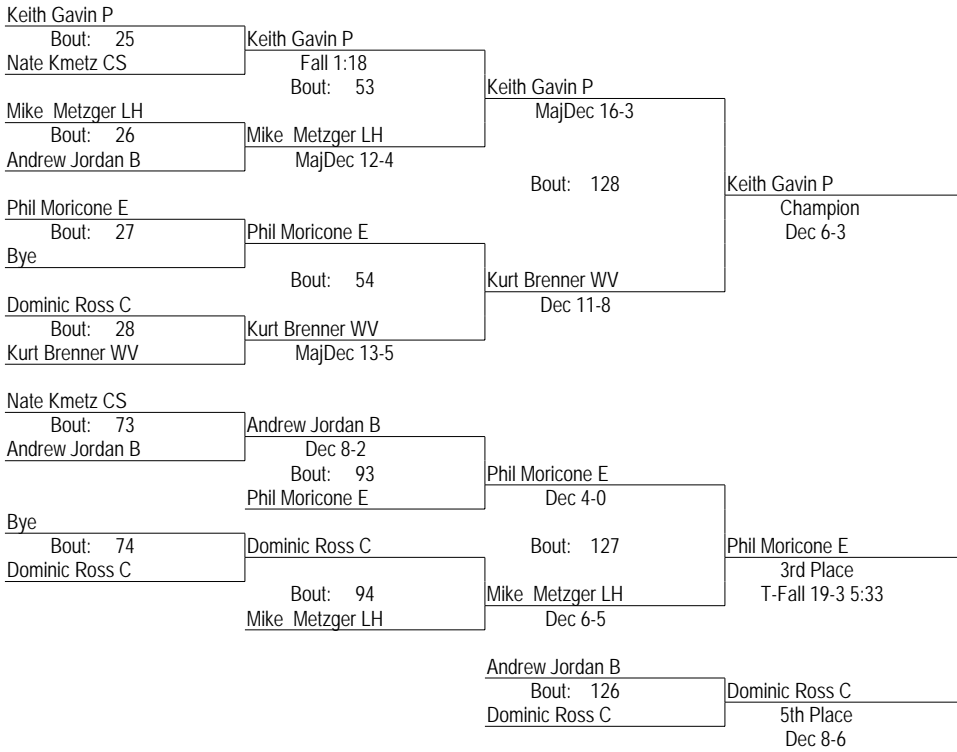 Keith Gavin P
Bout: 25
Nate Kmetz CS
Keith Gavin P
Fall 1:18
Bout: 53
Mike Metzger LH
Bout: 26
Andrew Jordan B
Mike Metzger LH
MajDec 12-4
Keith Gavin P
MajDec 16-3
Bout: 128
Phil Moricone E
Bout: 27
Bye
Phil Moricone E
Bout: 54
Dominic Ross C
Bout: 28
Kurt Brenner WV
Kurt Brenner WV
MajDec 13-5
Kurt Brenner WV
Dec 11-8
Keith Gavin P
Champion
Dec 6-3
Nate Kmetz CS
Bout: 73
Andrew Jordan B
Andrew Jordan B
Dec 8-2
Bout: 93
Phil Moricone E
Phil Moricone E
Dec 4-0
Bout: 127
Bye
Bout: 74
Dominic Ross C
Dominic Ross C
Bout: 94
Mike Metzger LH
Mike Metzger LH
Dec 6-5
Phil Moricone E
3rd Place
T-Fall 19-3 5:33
Andrew Jordan B
Bout: 126
Dominic Ross C
Dominic Ross C
5th Place
Dec 8-6